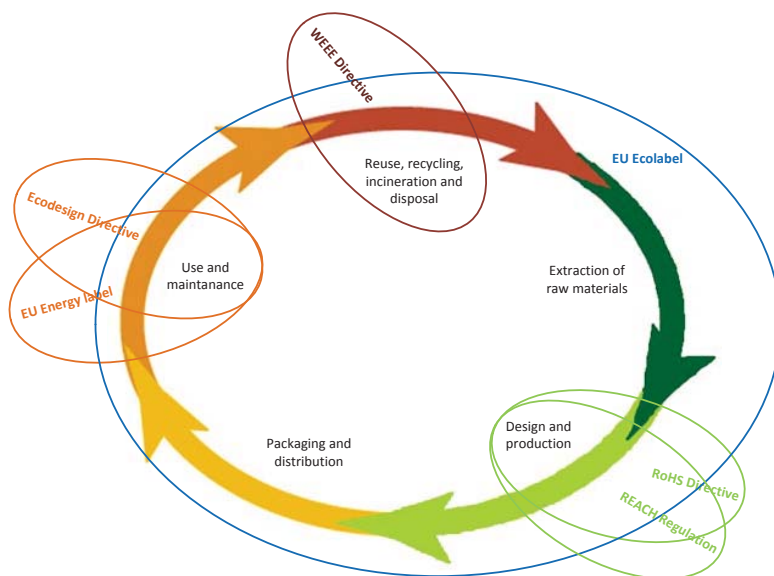 WEEE Directive
EU Ecolabel
Reuse, recycling,
incineration and
disposal
Ecodesign Directive
Use and
maintanance
EU Energy label
Extraction of
raw materials
Packaging and
distribution
Design and
production
RoHS Directive
REACH Regulation